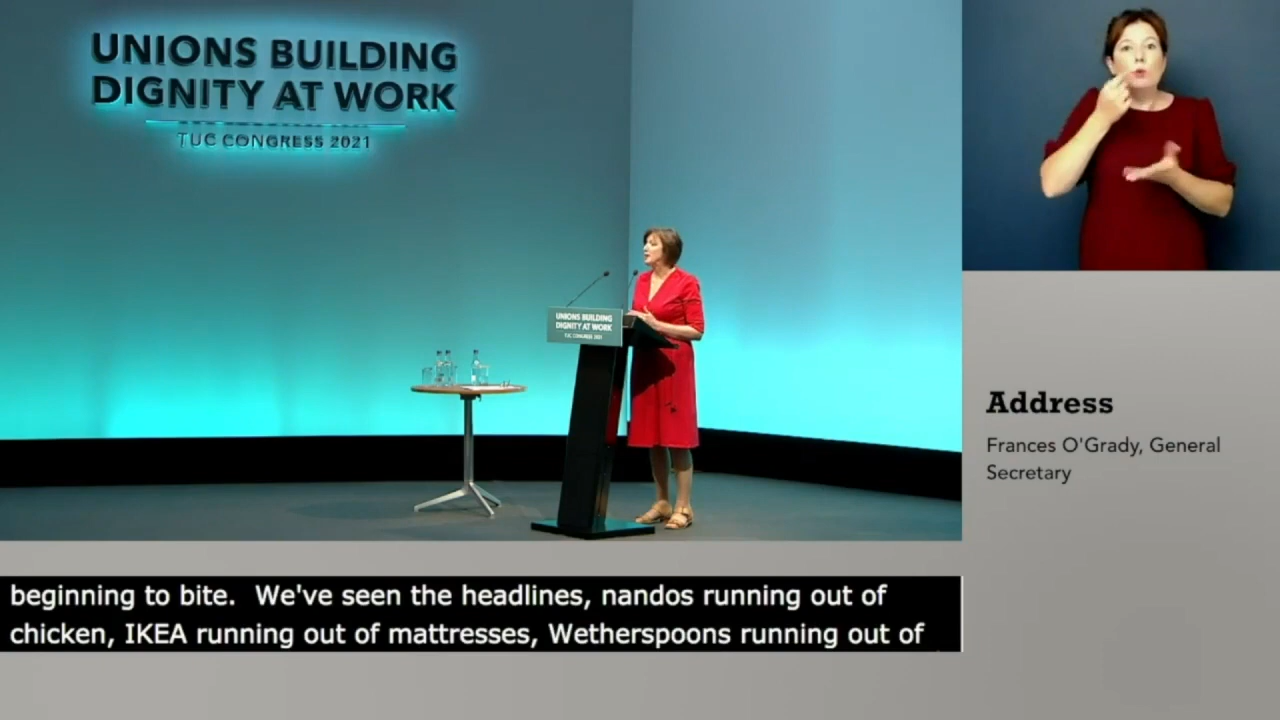 UNIONS BUILDING
DIGNITY AT WORK
TUC CONGRESS 2021
UNIONS BUILDING
DIGNITY AT WORK
TUC CONGRESS 2021
Address
Frances O'Grady, General
Secretary
beginning to bite.  We've seen the headlines, nandos running out of
chicken, IKEA running out of mattresses, Wetherspoons running out of